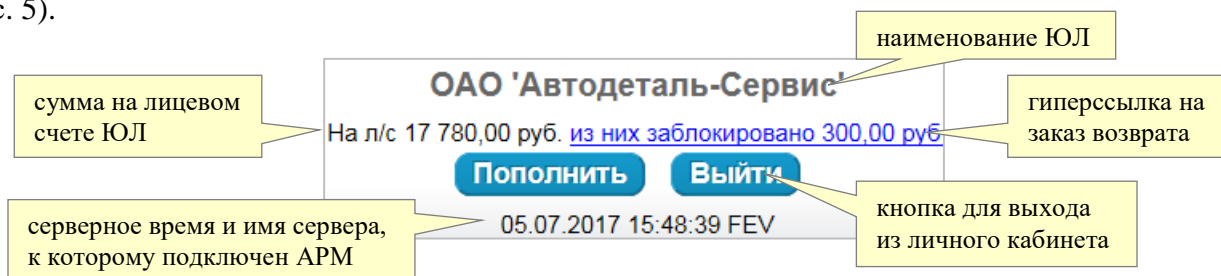 с. 5).
наименование ЮЛ
ОАО 'Автодеталь-Сервис'
сумма на лицевом
счете ЮЛ
На л/с 17 780,00 руб. из них заблокировано 300,00 руб
гиперссылка на
заказ возврата
Пополнить
Выйти
серверное время и имя сервера,
к которому подключен АРМ
05.07.2017 15:48:39 FEV
кнопка для выхода
из личного кабинета